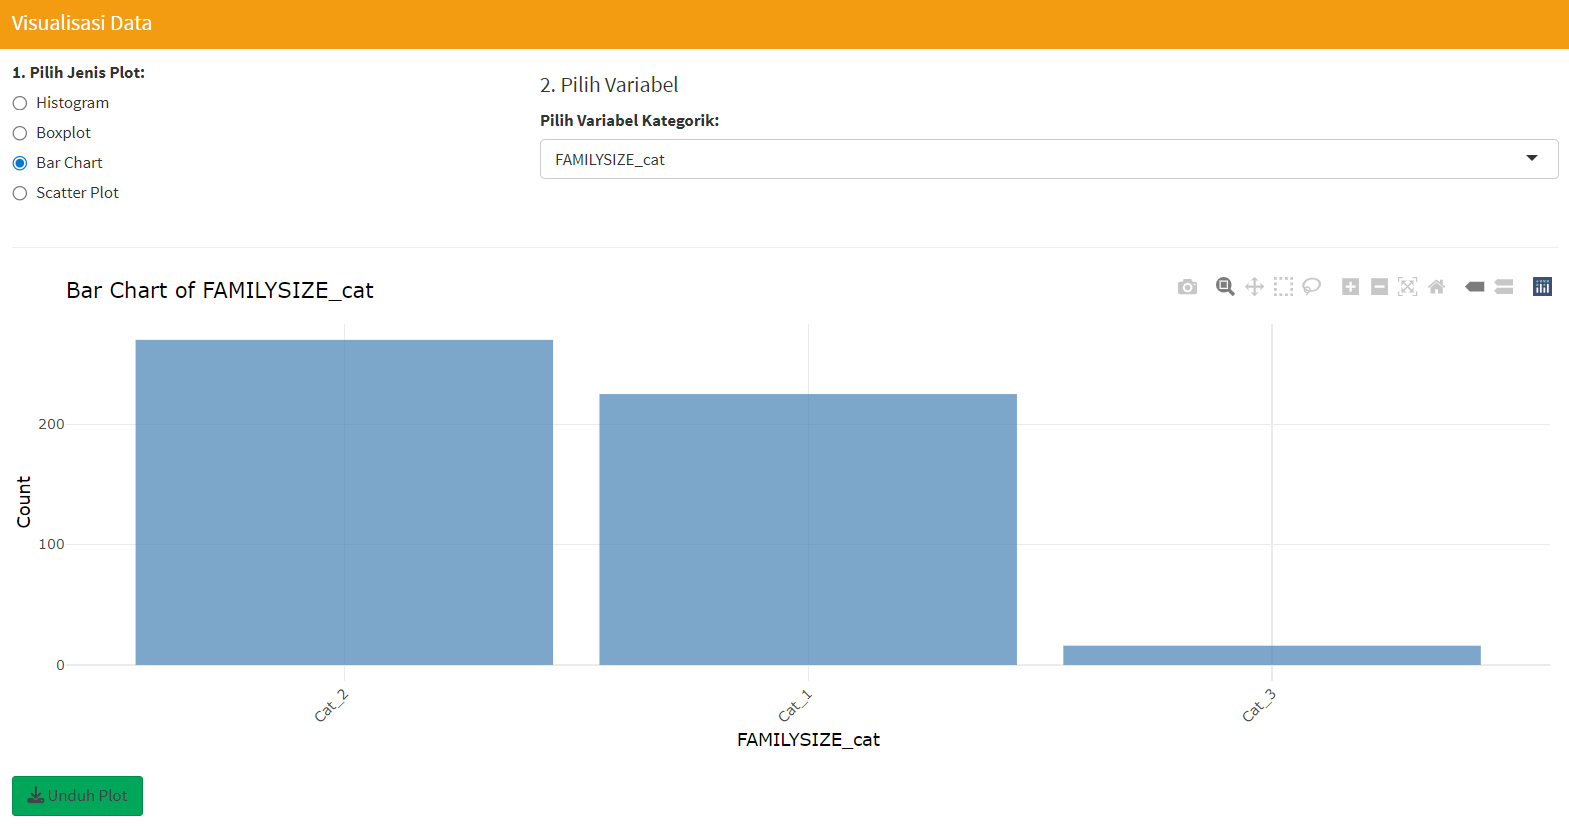 Visualisasi Data
1. Pilih Jenis Plot:
Histogram
Boxplot
Bar Chart
Scatter Plot
2. Pilih Variabel
Pilih Variabel Kategorik:
FAMILYSIZE_cat
Bar Chart of FAMILYSIZE_cat
Count
200
100
0
Cat_2
Cat_1
Cat_3
FAMILYSIZE_cat
Unduh Plot